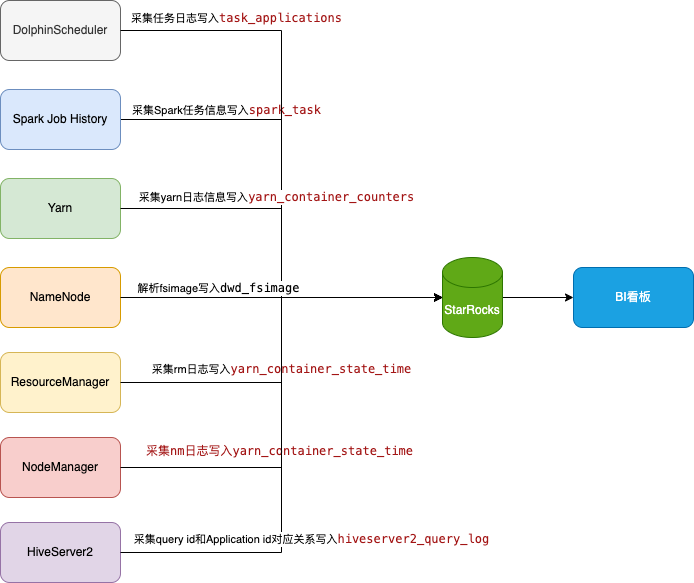 DolphinScheduler
采集任务日志写入task_applications
Spark Job History
采集Spark任务信息写入spark_task
Yarn
采集yarn日志信息写入yarn_container_counters
NameNode
解析fsimage写入dwd_fsimage
StarRocks
BI看板
ResourceManager
采集rm日志写入yarn_container_state_time
NodeManager
采集nm日志写入yarn_container_state_time
HiveServer2
采集query id和Application id对应关系写入hiveserver2_query_log